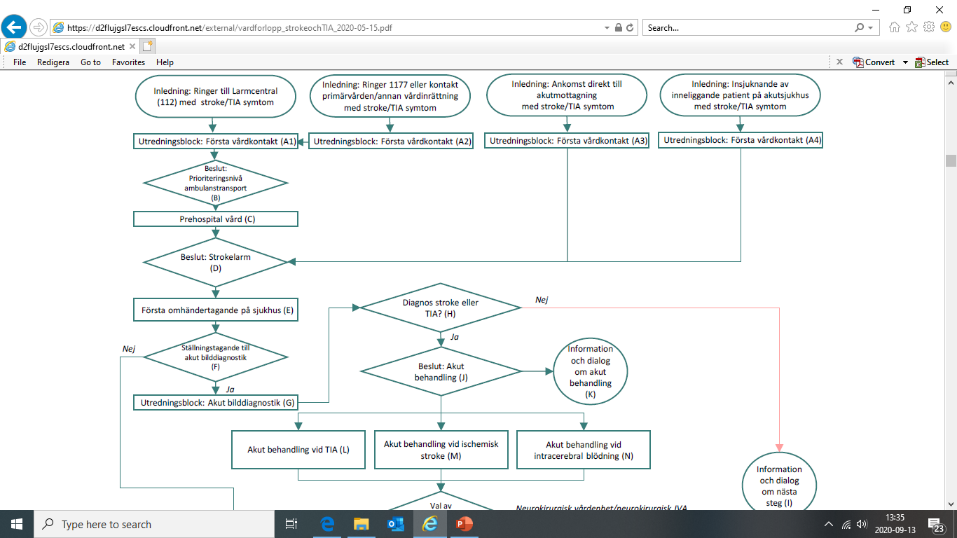 https://d2flujgsl7escs.cloudfront.net/external/vardforlopp_strokeochTIA_2020-05-15.pdf
Search...
d2flujgsl7escs.cloudfront.net
File Redigera Go to Favorites Help
Convert Select
Inledning: Ringer till Larmcentral
(112) med stroke/TIA symtom
Inledning: Ringer 1177 eller kontakt
primärvården/annan vårdinrättning
med stroke/TIA symtom
Inledning: Ankomst direkt till
akutmottagning
med stroke/TIA symtom
Inledning: Insjuknande av
inneliggande patient på akutsjukhus
med stroke/TIA symtom
Utredningsblock: Första vårdkontakt (A1)
Utredningsblock: Första vårdkontakt (A2)
Utredningsblock: Första vårdkontakt (A3)
Utredningsblock: Första vårdkontakt (A4)
Beslut:
Prioriteringsnivå
ambulanstransport
(B)
Prehospital vård (C)
Beslut: Strokelarm
(D)
Första omhändertagande på sjukhus (E)
Diagnos stroke eller
TIA? (H)
Nej
Ja
Nej
Ställningstagande till
akut bilddiagnostik
(F)
Ja
Beslut: Akut
behandling (J)
Information
och dialog
om akut
behandling
(K)
Utredningsblock: Akut bilddiagnostik (G)
Akut behandling vid TIA (L)
Akut behandling vid ischemisk
stroke (M)
Akut behandling vid
intracerebral blödning (N)
Information
och dialog
om nästa
steg (I)
Val av
Neurokirurgisk vårdenhet/neurokirurgisk IVA
Type here to search
13:35
2020-09-13
23